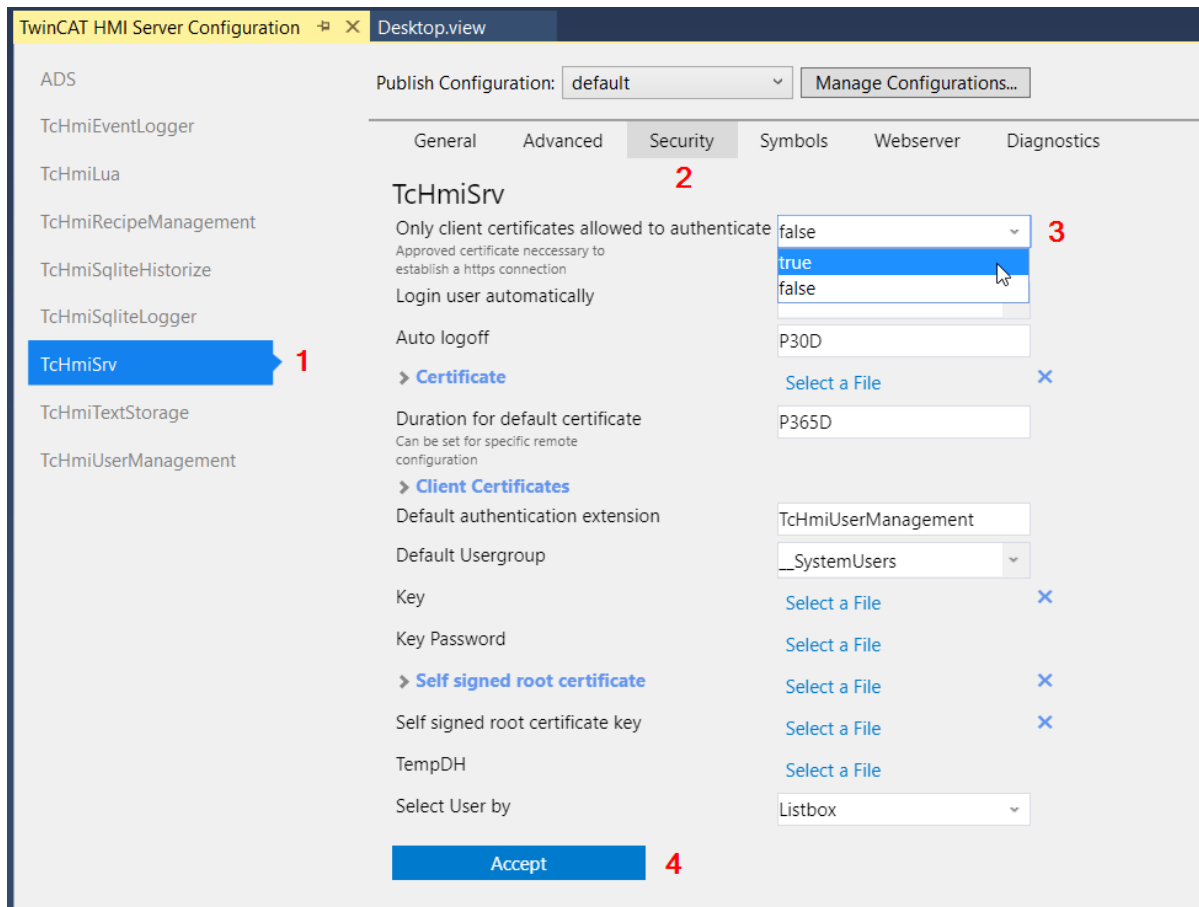 TwinCAT HMI Server Configuration
Desktop.view
ADS
TcHmiEventLogger
TcHmiLua
TcHmiRecipeManagement
TcHmiSqliteHistorize
TcHmiSqliteLogger
TcHmiSrv
1
TcHmiTextStorage
TcHmiUserManagement
Publish Configuration: default Manage Configurations...
General Advanced Security Symbols Webserver Diagnostics
2
TcHmiSrv
Only client certificates allowed to authenticate false 3
Approved certificate neccessary to
establish a https connection
true
false
Login user automatically
Auto logoff P30D
Certificate Select a File
Duration for default certificate P365D
Can be set for specific remote
configuration
Client Certificates
Default authentication extension TcHmiUserManagement
Default Usergroup __SystemUsers
Key Select a File
Key Password Select a File
Self signed root certificate Select a File
Self signed root certificate key Select a File
TempDH Select a File
Select User by Listbox
Accept 4